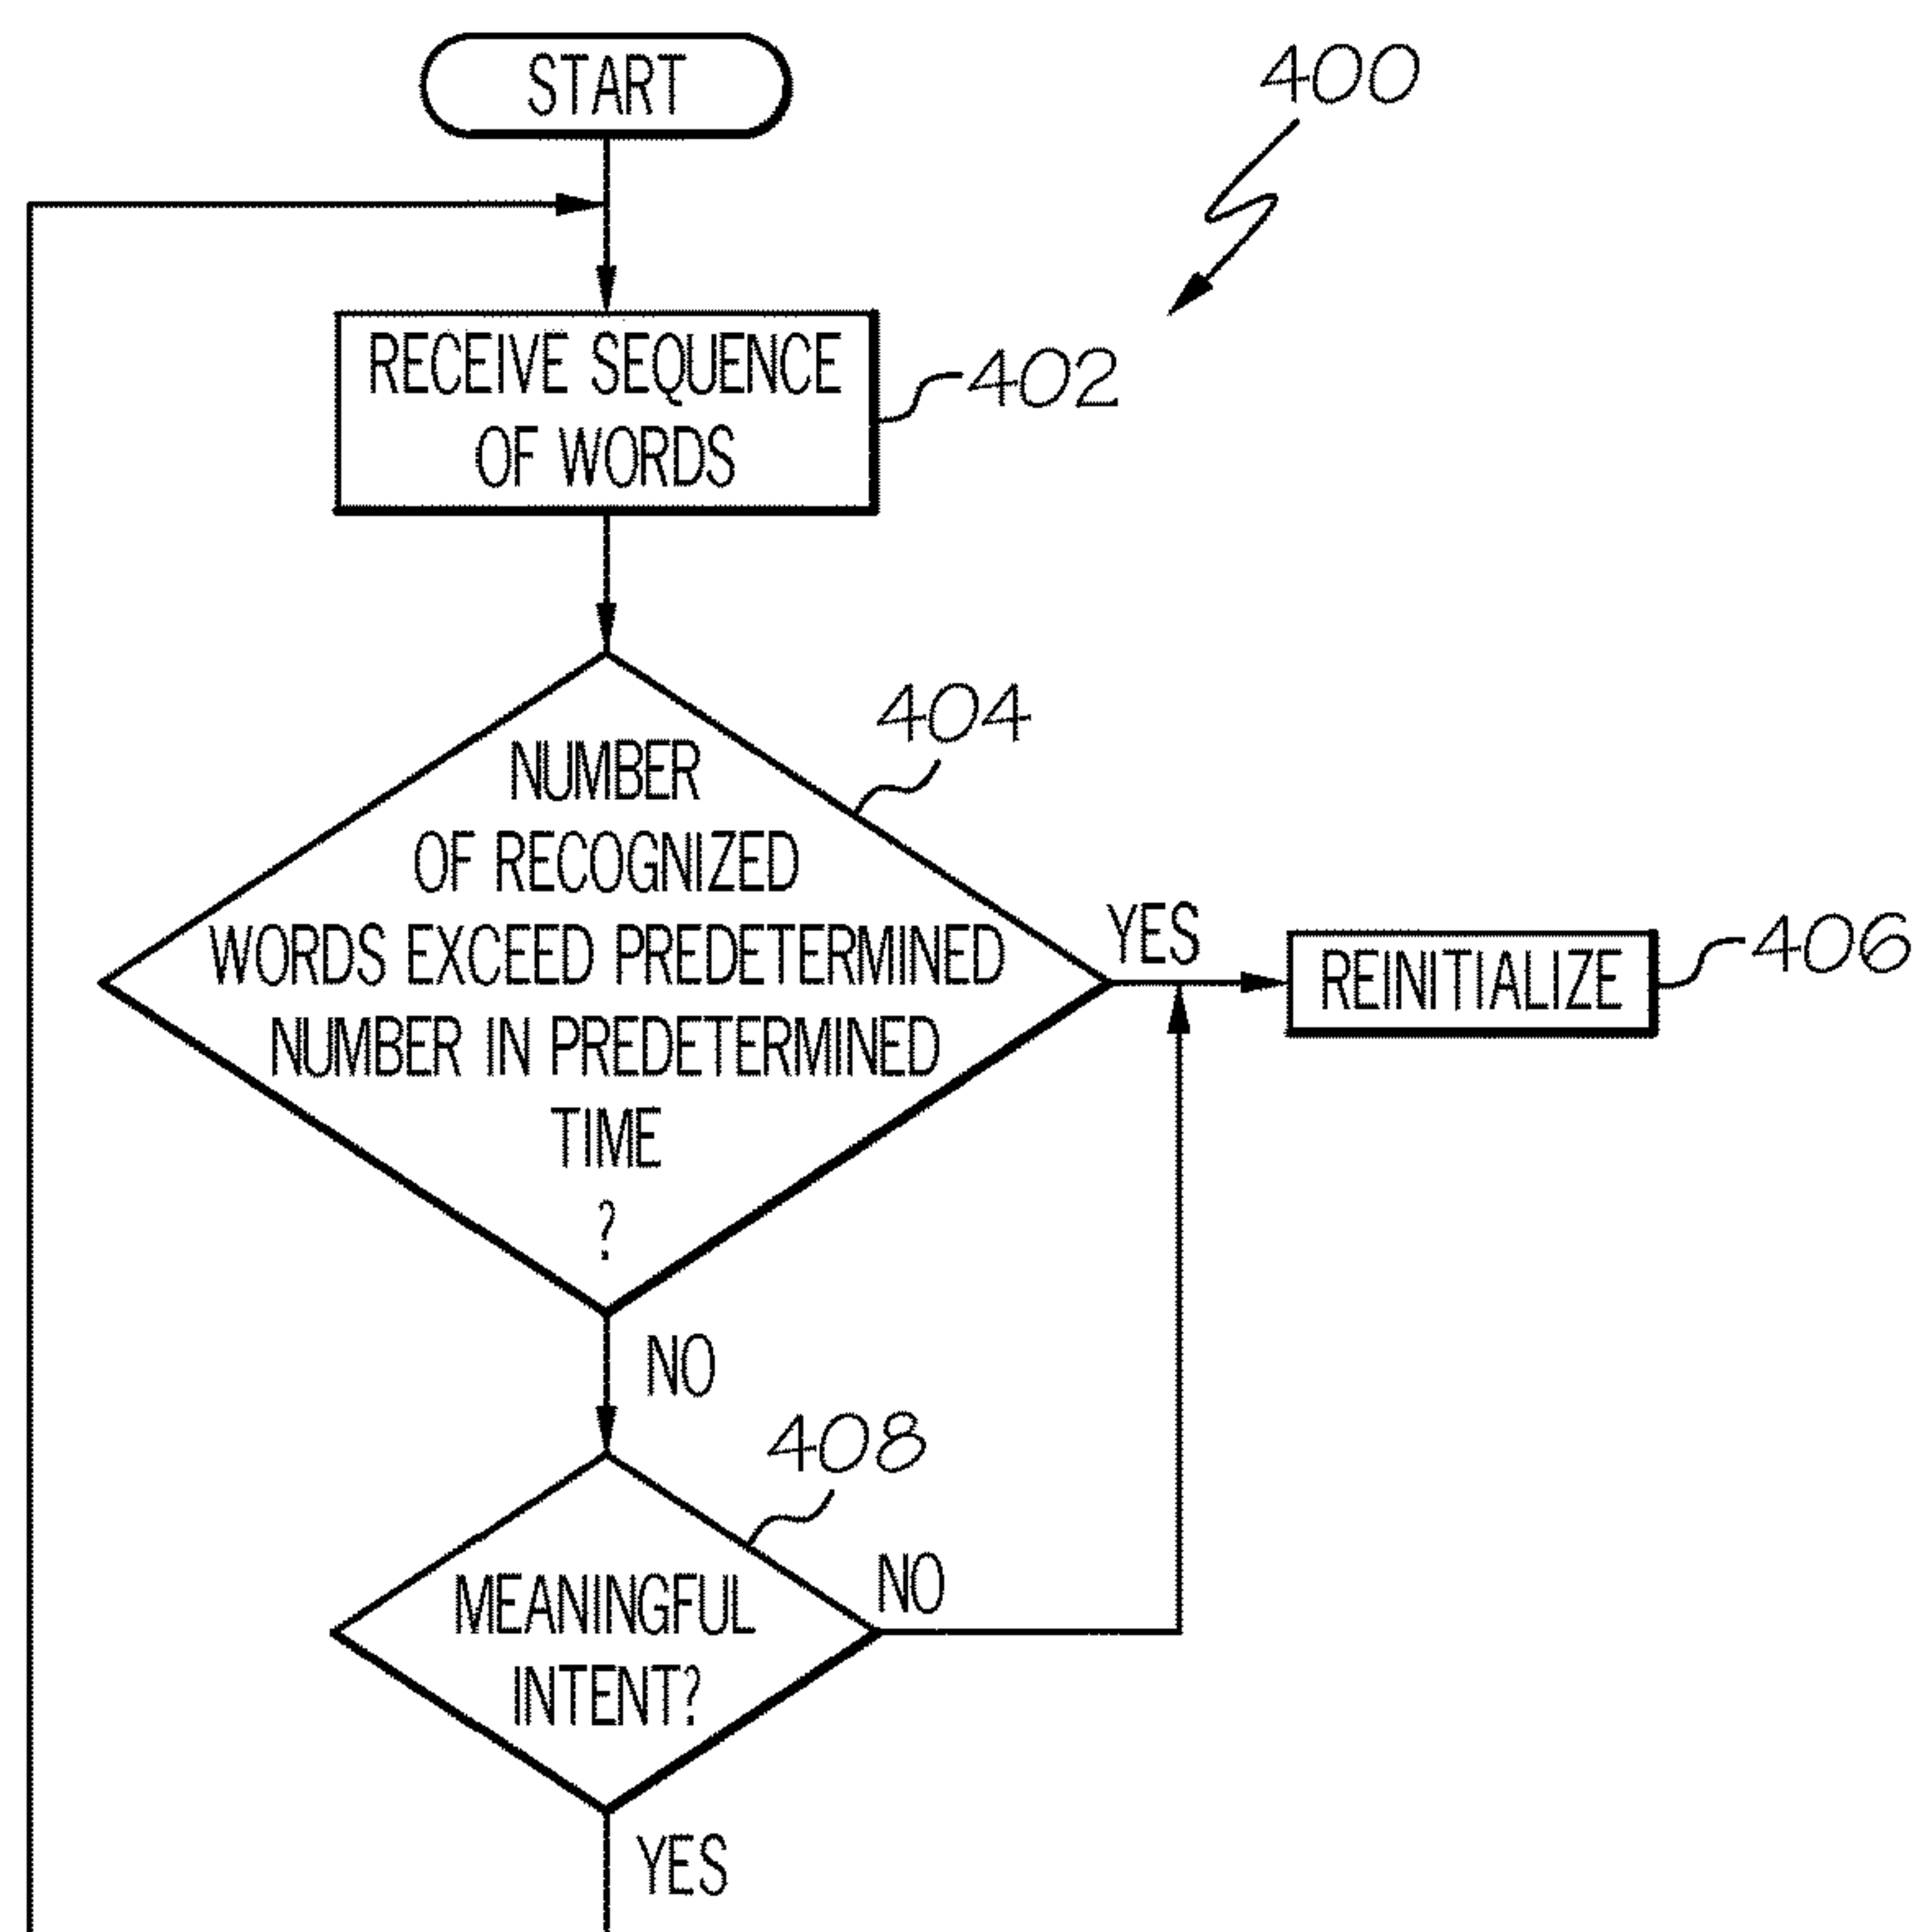 START
400
RECEIVE SEQUENCE
OF WORDS
402
404
NUMBER
OF RECOGNIZED
WORDS EXCEED PREDETERMINED
NUMBER IN PREDETERMINED
TIME
?
YES
REINITIALIZE
406
NO
408
MEANINGFUL
INTENT?
NO
YES